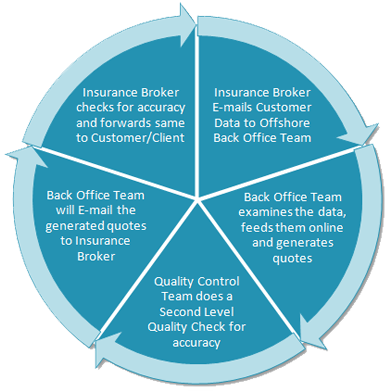 Insurance Broker
E-mails Customer
Data to Offshore
Back Office Team
Back Office Team
examines the data,
feeds them online
and generates
quotes
Quality Control
Team does a
Second Level
Quality Check for
accuracy
Back Office Team
will E-mail the
generated quotes
to Insurance
Broker
Insurance Broker
checks for accuracy
and forwards same
to Customer/Client